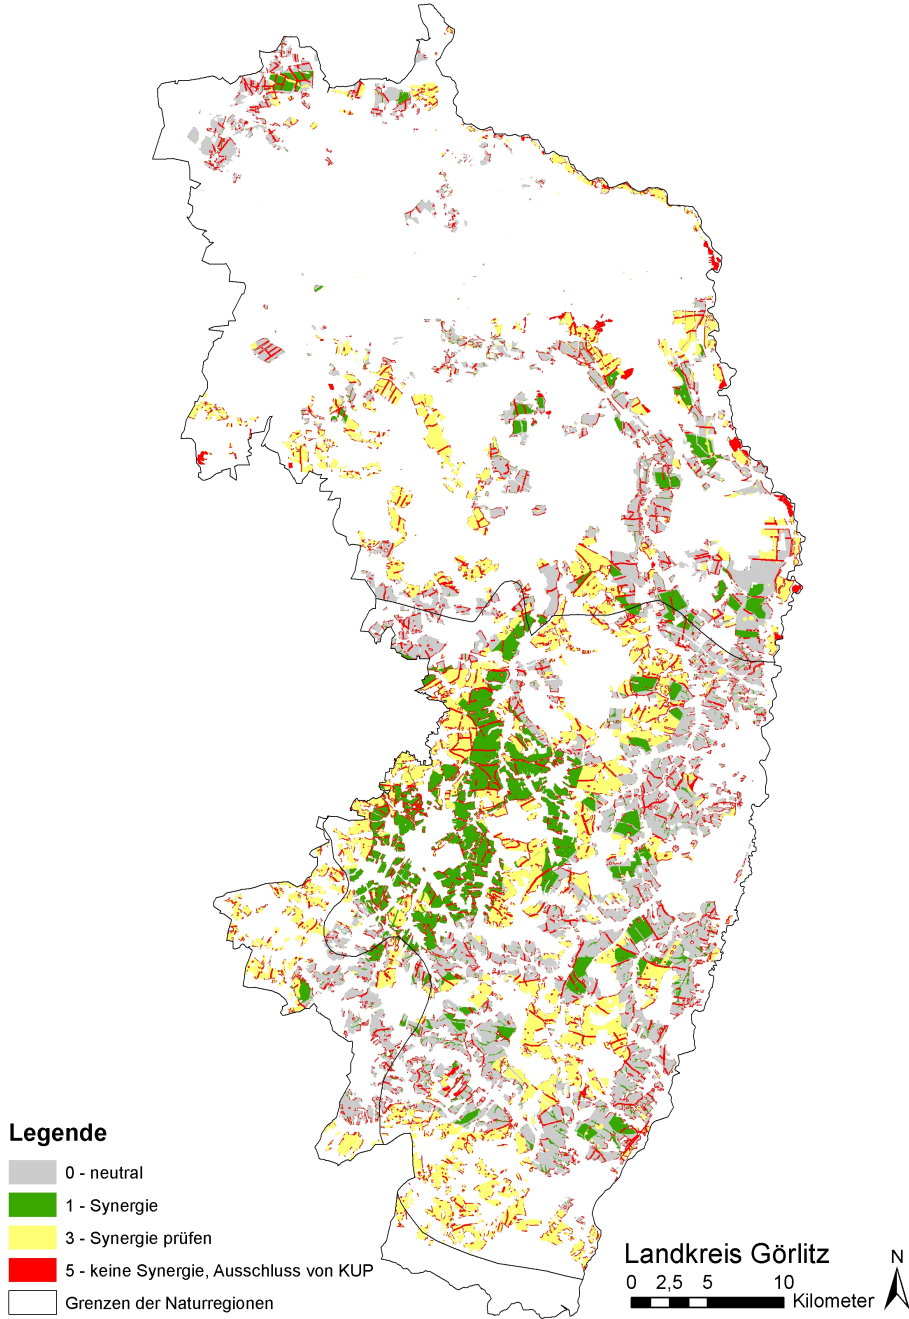 Legende
0 - neutral
1 - Synergie
3 - Synergie prüfen
5 - keine Synergie, Ausschluss von KUP
Grenzen der Naturregionen
Landkreis Görlitz
0 2,5 5 10
Kilometer
N